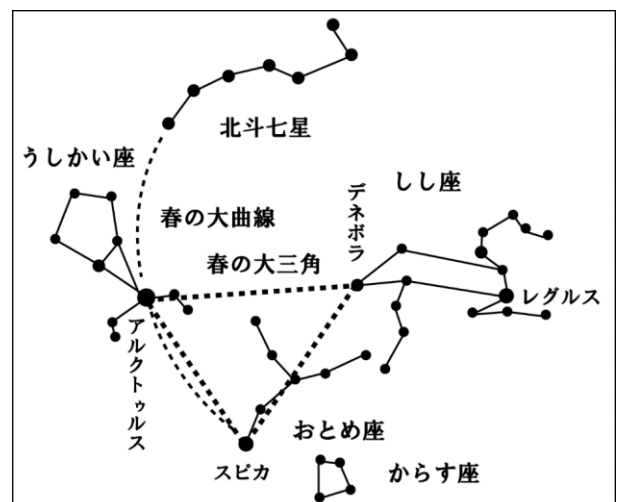 北斗七星
うしかい座
春の大曲線
春の大三角
デネボラ
しし座
レグルス
アルクトゥルス
おとめ座
スピカ
からす座